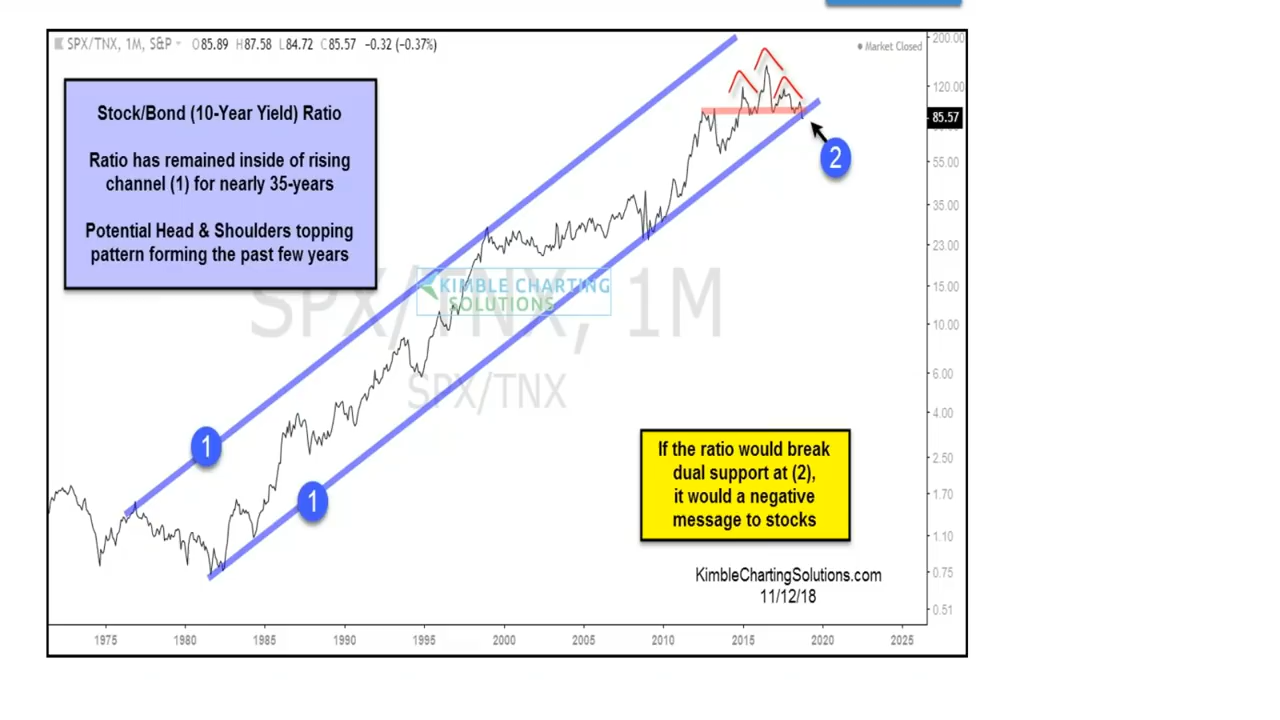 SPX/TNX, 1M, S&P O85.89 H87.58 L84.72 C85.57 -0.32 (-0.37%)
Market Closed
Stock/Bond (10-Year Yield) Ratio
Ratio has remained inside of rising
channel (1) for nearly 35-years
Potential Head & Shoulders topping
pattern forming the past few years
200.00
120.00
85.57
55.00
35.00
23.00
15.00
10.00
6.00
4.00
2.50
1.70
1.10
0.75
0.51
2
KIMBLE CHARTING
SOLUTIONS
SPX/TNX, 1M
SPX/TNX
1
1
If the ratio would break
dual support at (2),
it would a negative
message to stocks
KimbleChartingSolutions.com
11/12/18
1975 1980 1985 1990 1995 2000 2005 2010 2015 2020 2025